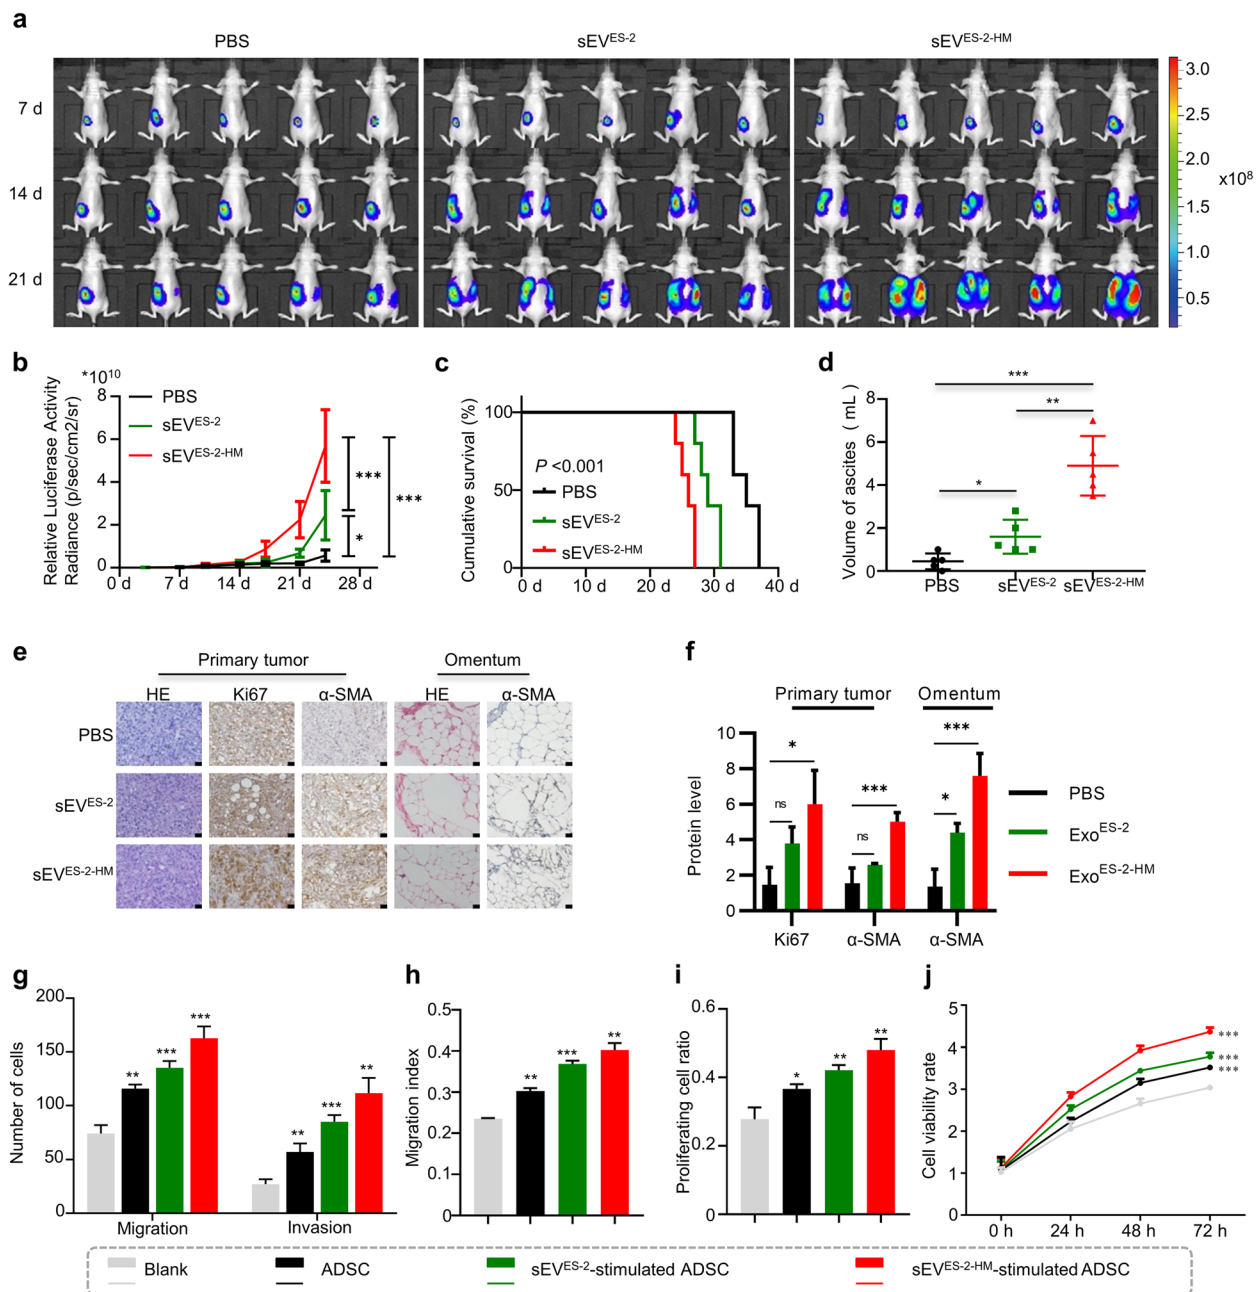 a
PBS
sEV^ES-2
sEV^ES-2-HM
7 d
14 d
21 d
3.0
2.0
1.0
0.5
x10^8
b
*10^10
Relative Luciferase Activity
Radiance (p/sec/cm2/sr)
8
6
4
2
0
PBS
sEV^ES-2
sEV^ES-2-HM
***
*
***
0 d
7 d
14 d
21 d
28 d
c
Cumulative survival (%)
100
50
0
P <0.001
PBS
sEV^ES-2
sEV^ES-2-HM
0 d
10 d
20 d
30 d
40 d
d
Volume of ascites ( mL )
8
6
4
2
0
***
**
*
PBS
sEV^ES-2
sEV^ES-2-HM
e
Primary tumor
Omentum
HE
Ki67
α-SMA
HE
α-SMA
PBS
sEV^ES-2
sEV^ES-2-HM
f
Primary tumor
Omentum
Protein level
10
8
6
4
2
0
ns
*
ns
***
*
***
Ki67
α-SMA
α-SMA
PBS
Exo^ES-2
Exo^ES-2-HM
g
Number of cells
200
150
100
50
0
**
***
***
**
***
**
Migration
Invasion
h
Migration index
0.5
0.4
0.3
0.2
0.1
0
**
***
**
i
Proliferating cell ratio
0.6
0.4
0.2
0
*
**
**
j
Cell viability rate
5
4
3
2
1
0
***
***
***
0 h
24 h
48 h
72 h
Blank
ADSC
sEV^ES-2-stimulated ADSC
sEV^ES-2-HM-stimulated ADSC